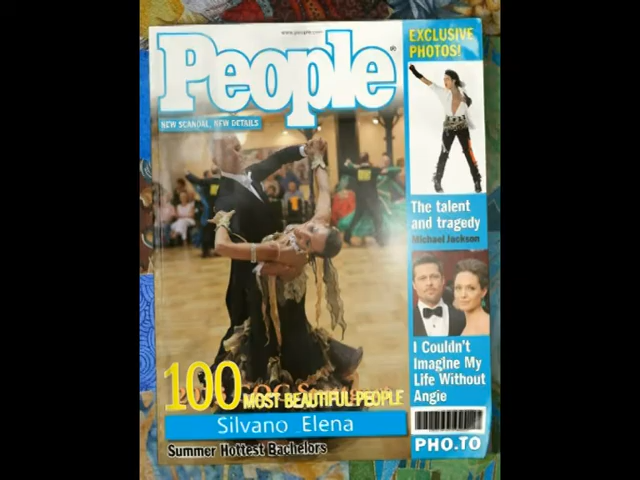 www.people.com
People
NEW SCANDAL, NEW DETAILS
EXCLUSIVE
PHOTOS!
The talent
and tragedy
Michael Jackson
I Couldn't
Imagine My
Life Without
Angie
100 MOST BEAUTIFUL PEOPLE
Silvano Elena
Summer Hottest Bachelors
PHO.TO